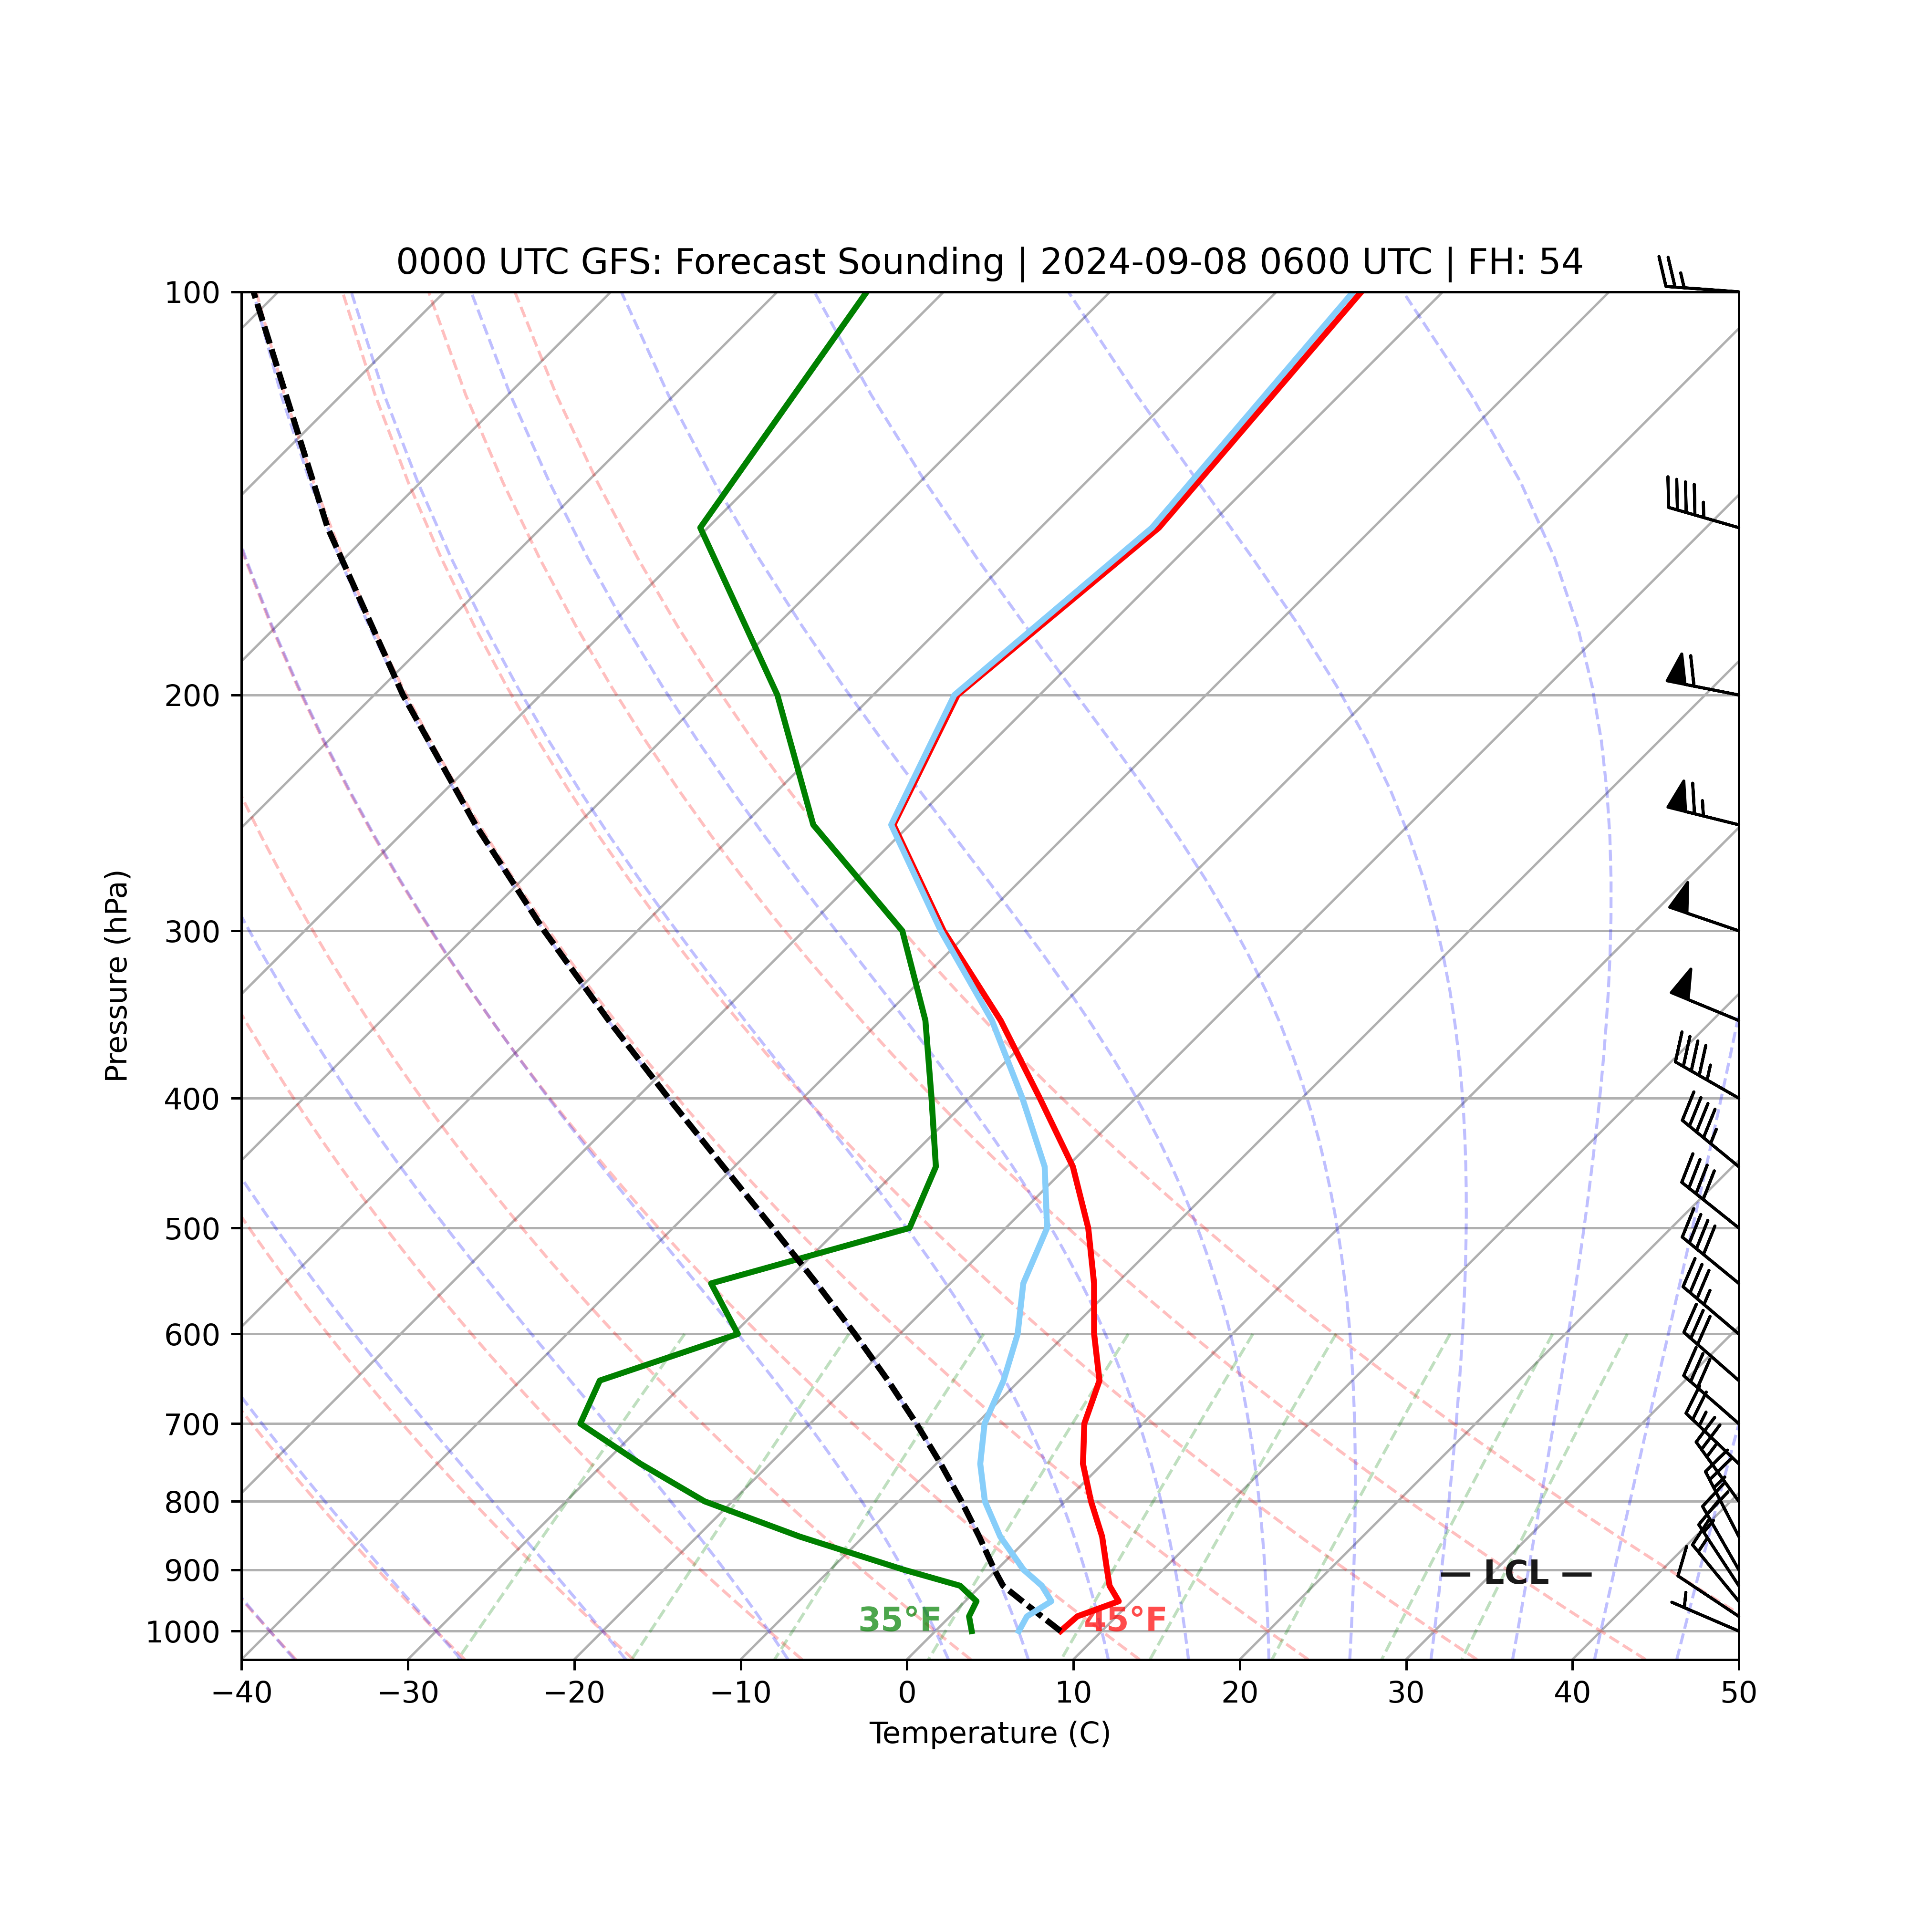 0000 UTC GFS: Forecast Sounding | 2024-09-08 0600 UTC | FH: 54
100
200
300
400
500
600
700
800
900
1000
Pressure (hPa)
— LCL —
35°F
45°F
−40 −30 −20 −10 0 10 20 30 40 50
Temperature (C)